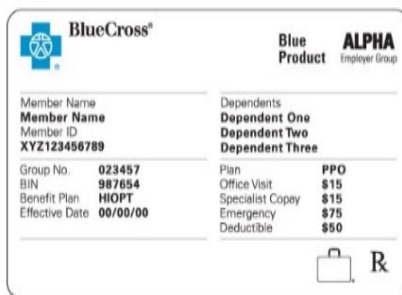 BlueCross®
Blue
Product
ALPHA
Employer Group
Member Name
Member Name
Member ID
XYZ123456789
Dependents
Dependent One
Dependent Two
Dependent Three
Group No. 023457
BIN 987654
Benefit Plan HIOPT
Effective Date 00/00/00
Plan PPO
Office Visit $15
Specialist Copay $15
Emergency $75
Deductible $50
Rx